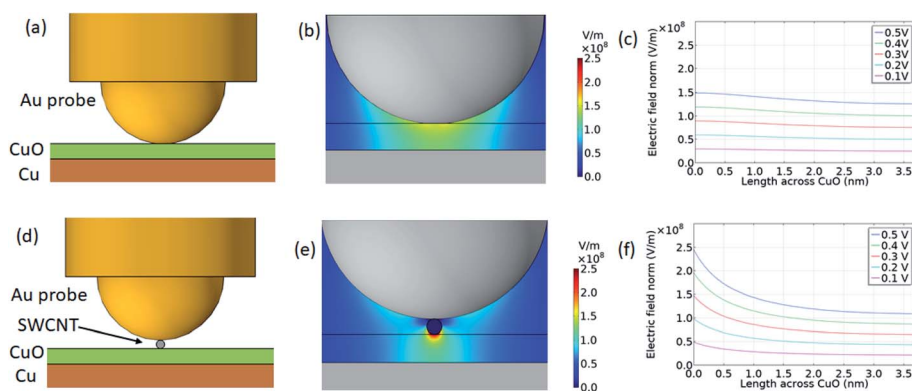 (a)
Au probe
CuO
Cu
(b)
V/m
×10⁸
2.5
2.0
1.5
1.0
0.5
0.0
(c)
×10⁸
Electric field norm (V/m)
2.5
2.0
1.5
1.0
0.5
0.0
0.0 0.5 1.0 1.5 2.0 2.5 3.0 3.5
Length across CuO (nm)
0.5V
0.4V
0.3V
0.2V
0.1V
(d)
Au probe
SWCNT
CuO
Cu
(e)
V/m
×10⁸
2.5
2.0
1.5
1.0
0.5
0.0
(f)
×10⁸
Electric field norm (V/m)
2.5
2.0
1.5
1.0
0.5
0.0
0.0 0.5 1.0 1.5 2.0 2.5 3.0 3.5
Length across CuO (nm)
0.5 V
0.4 V
0.3 V
0.2 V
0.1 V